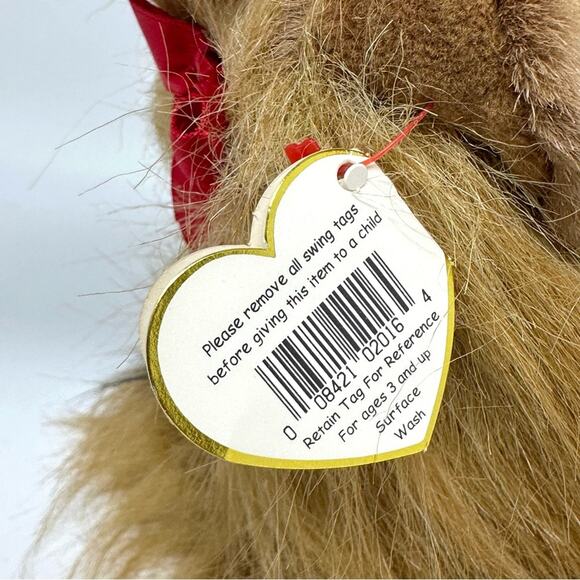 Please remove all swing tags
before giving this item to a child
0 08421 02016 4
Retain Tag For Reference
For ages 3 and up
Surface
Wash